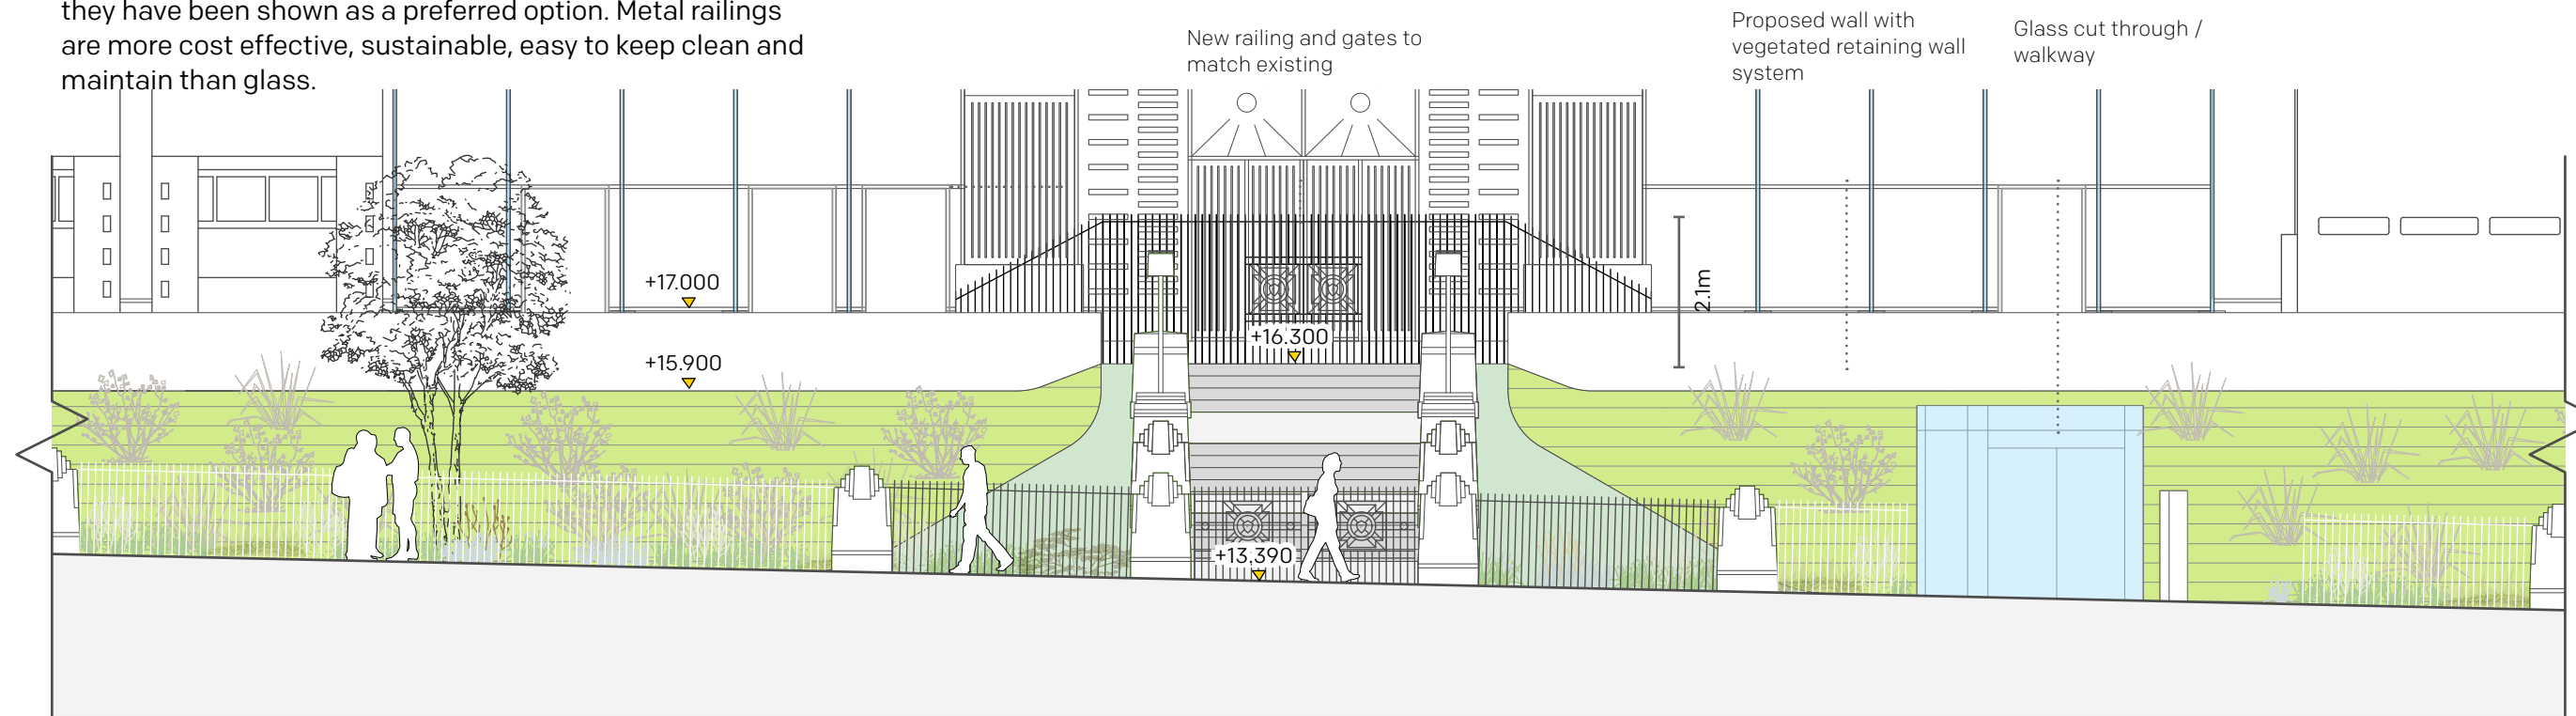 they have been shown as a preferred option. Metal railings
are more cost effective, sustainable, easy to keep clean and
maintain than glass.
New railing and gates to
match existing
Proposed wall with
vegetated retaining wall
system
Glass cut through /
walkway
+17.000
2.1m
+16.300
+15.900
+13.390